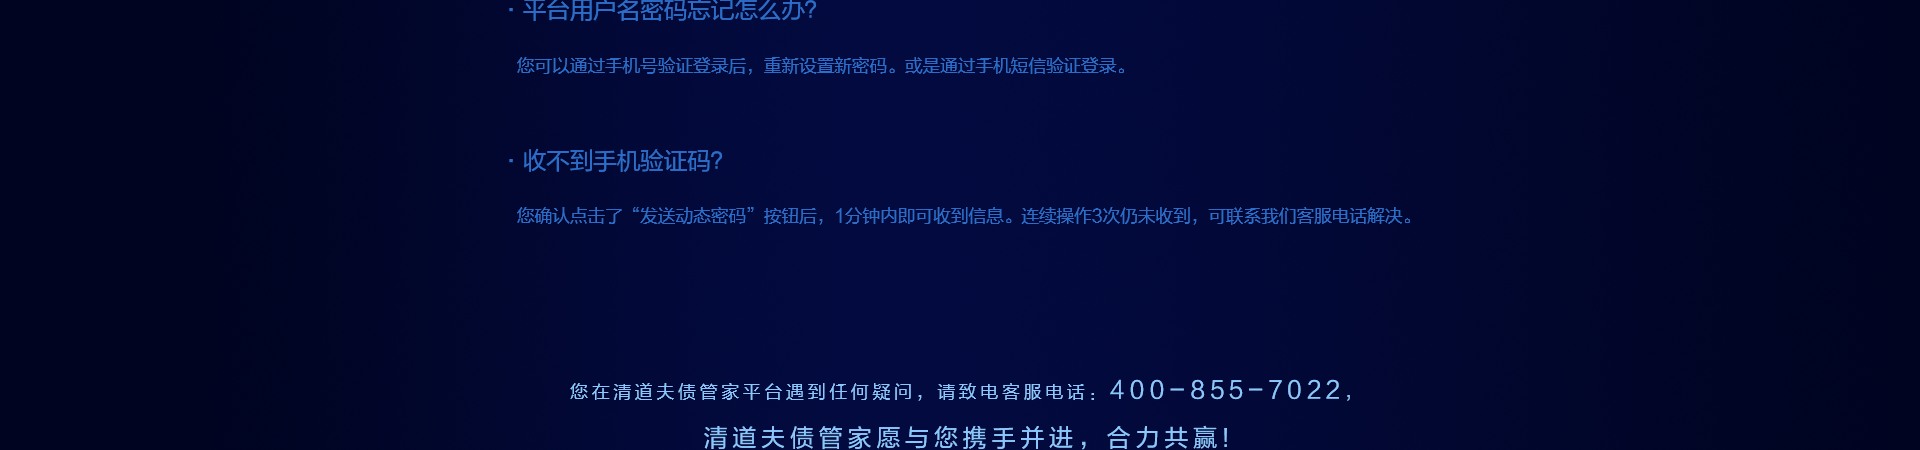 · 平台用户名密码忘记怎么办?
您可以通过手机号验证登录后，重新设置新密码。或是通过手机短信验证登录。
· 收不到手机验证码?
您确认点击了“发送动态密码”按钮后，1分钟内即可收到信息。连续操作3次仍未收到，可联系我们客服电话解决。
您在清道夫债管家平台遇到任何疑问，请致电客服电话：400-855-7022，
清道夫债管家愿与您携手并进，合力共赢!